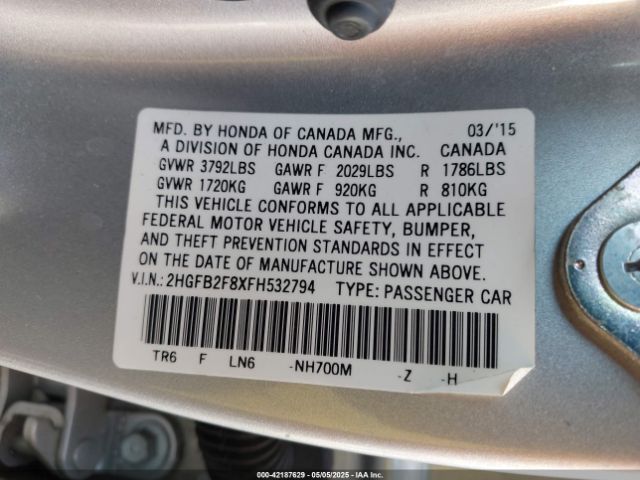 MFD. BY HONDA OF CANADA MFG., 03/'15
A DIVISION OF HONDA CANADA INC. CANADA
GVWR 3792LBS GAWR F 2029LBS R 1786LBS
GVWR 1720KG GAWR F 920KG R 810KG
THIS VEHICLE CONFORMS TO ALL APPLICABLE
FEDERAL MOTOR VEHICLE SAFETY, BUMPER,
AND THEFT PREVENTION STANDARDS IN EFFECT
ON THE DATE OF MANUFACTURE SHOWN ABOVE.
V.I.N.: 2HGFB2F8XFH532794 TYPE: PASSENGER CAR
TR6 F LN6 -NH700M -Z -H
000-42187629 05/05/2025 IAA Inc.